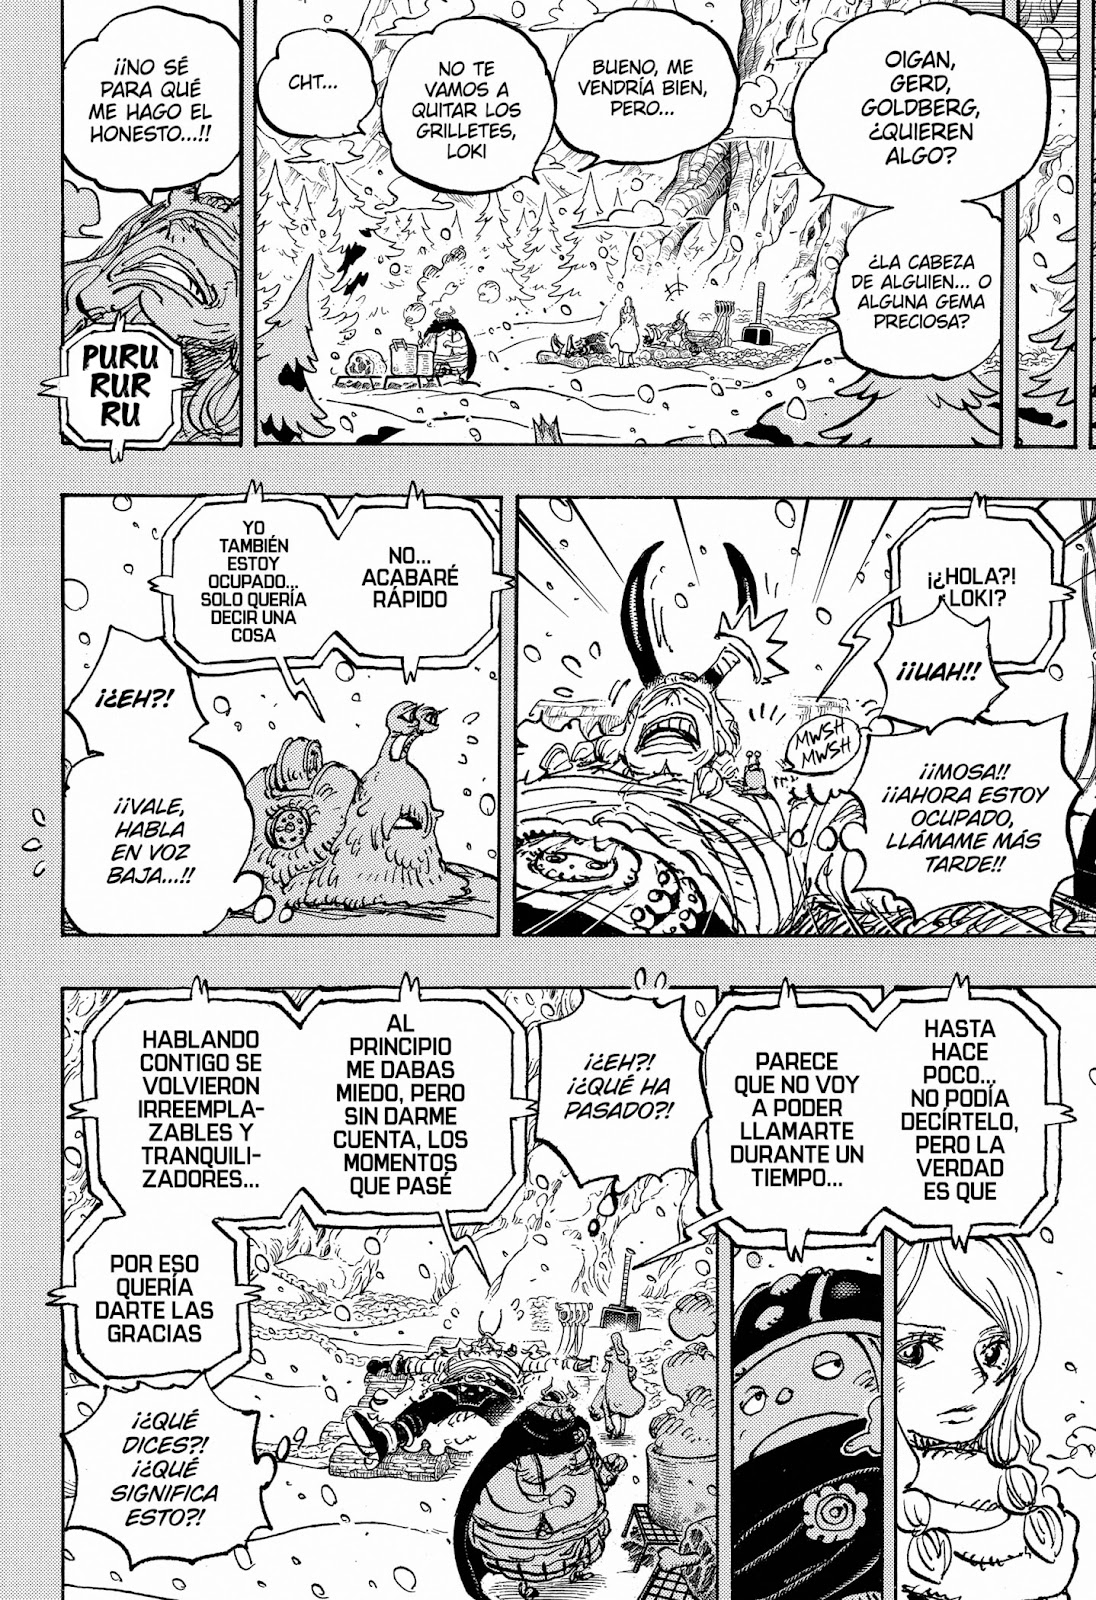 OIGAN,
GERD,
GOLDBERG,
¿QUIEREN
ALGO?
¿LA CABEZA
DE ALGUIEN... O
ALGUNA GEMA
PRECIOSA?
BUENO, ME
VENDRÍA BIEN,
PERO...
NO TE
VAMOS A
QUITAR LOS
GRILLETES,
LOKI
CHT...
¡¡NO SÉ
PARA QUÉ
ME HAGO EL
HONESTO...!!
PURU
RUR
RU
¡¿HOLA?!
¿LOKI?
¡¡UAH!!
MWSH
MWSH
¡¡MOSA!!
¡¡AHORA ESTOY
OCUPADO,
LLÁMAME MÁS
TARDE!!
NO...
ACABARÉ
RÁPIDO
YO
TAMBIÉN
ESTOY
OCUPADO...
SOLO QUERÍA
DECIR UNA
COSA
¡¿EH?!
¡¡VALE,
HABLA
EN VOZ
BAJA...!!
HASTA
HACE
POCO...
NO PODÍA
DECÍRTELO,
PERO LA
VERDAD
ES QUE
PARECE
QUE NO VOY
A PODER
LLAMARTE
DURANTE UN
TIEMPO...
¡¿EH?!
¡¿QUÉ HA
PASADO?!
AL
PRINCIPIO
ME DABAS
MIEDO, PERO
SIN DARME
CUENTA, LOS
MOMENTOS
QUE PASÉ
HABLANDO
CONTIGO SE
VOLVIERON
IRREEMPLA-
ZABLES Y
TRANQUILI-
ZADORES...
POR ESO
QUERÍA
DARTE LAS
GRACIAS
¡¿QUÉ
DICES?!
¡¿QUÉ
SIGNIFICA
ESTO?!